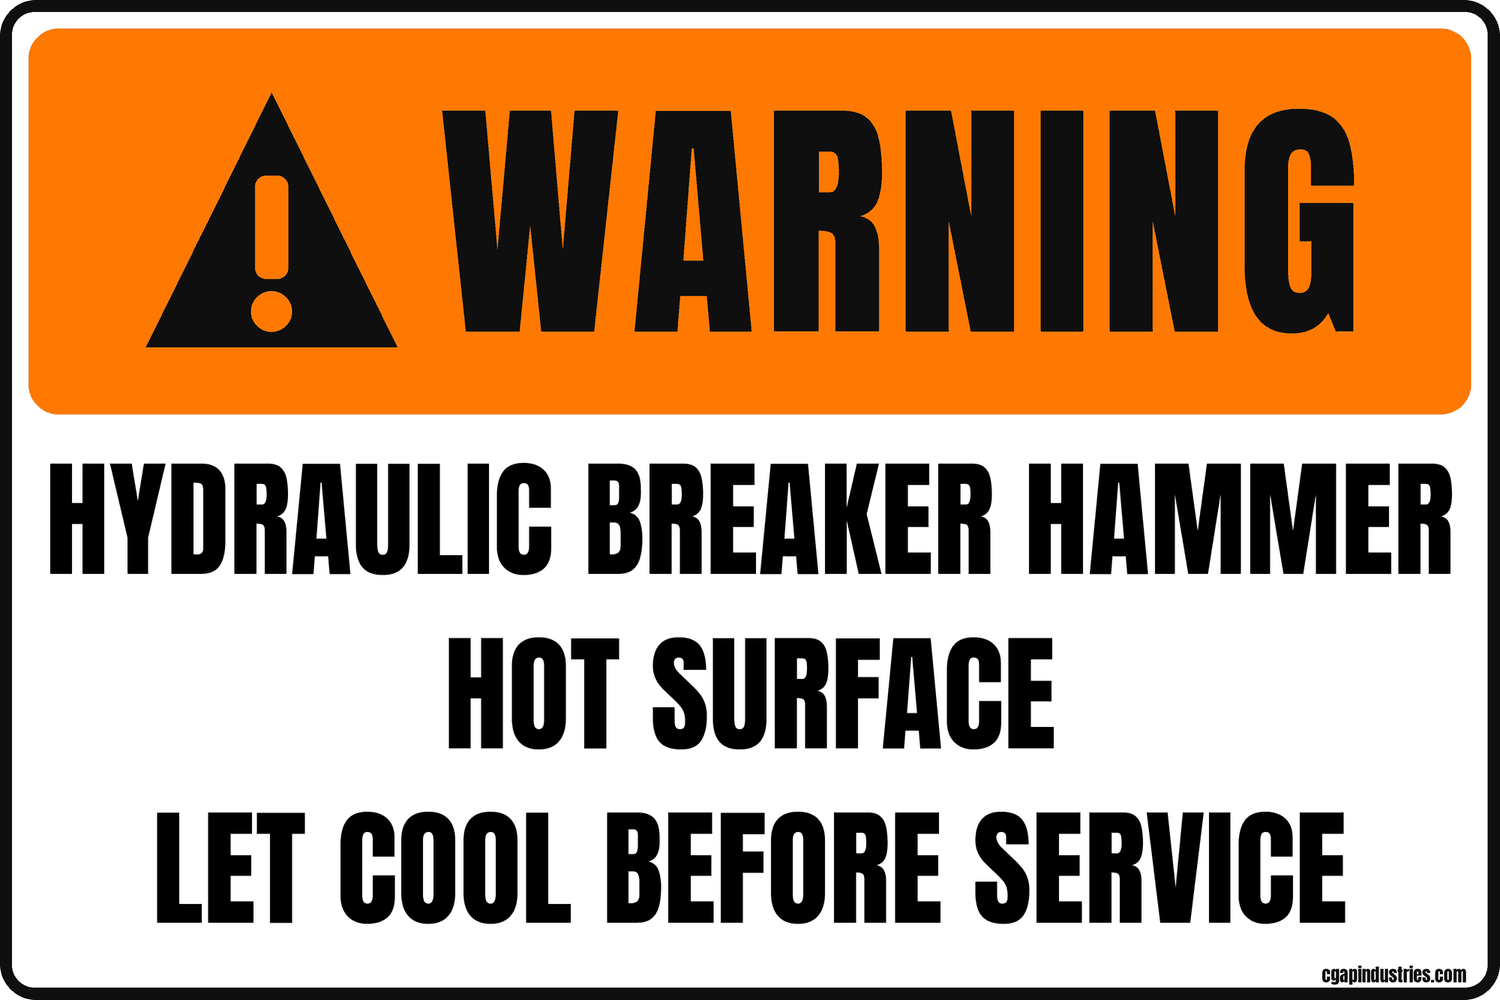 WARNING
HYDRAULIC BREAKER HAMMER
HOT SURFACE
LET COOL BEFORE SERVICE
cgapindustries.com